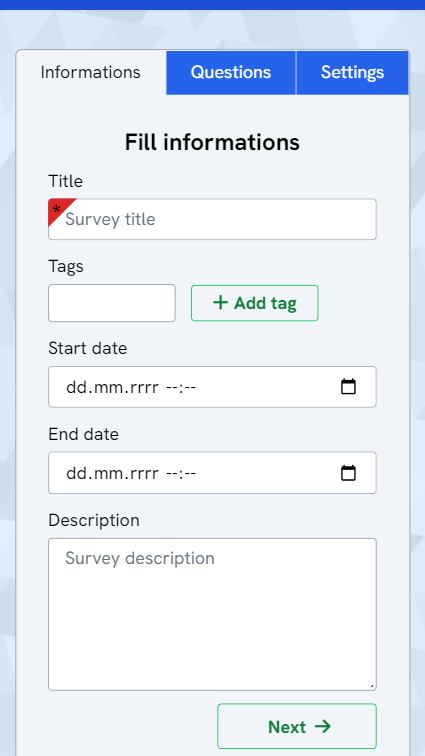 Informations Questions Settings
Fill informations
Title
* Survey title
Tags
+ Add tag
Start date
dd.mm.rrrr --:--
End date
dd.mm.rrrr --:--
Description
Survey description
Next →